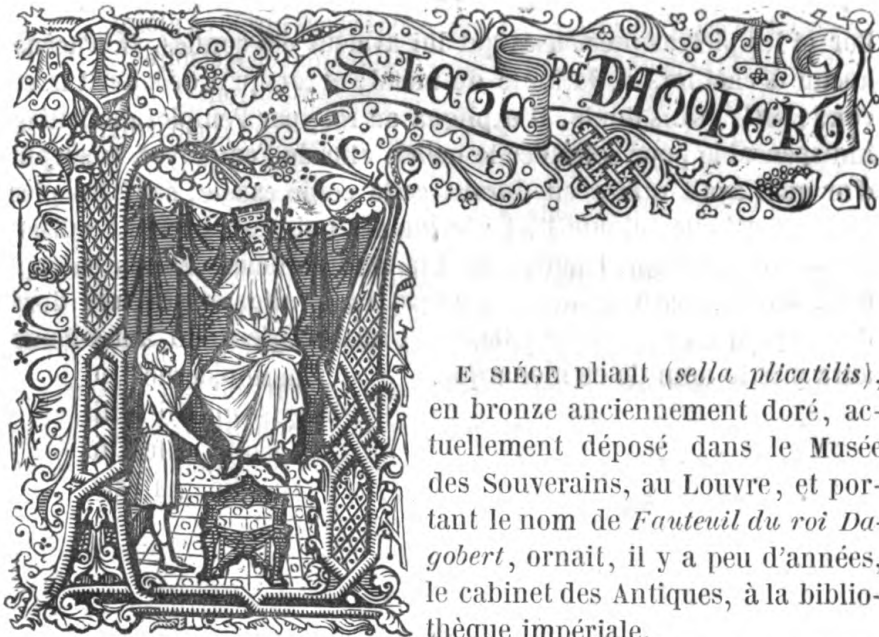 SIEGE DE DAGOBERT
LE SIÉGE pliant (sella plicatilis),
en bronze anciennement doré, ac-
tuellement déposé dans le Musée
des Souverains, au Louvre, et por-
tant le nom de Fauteuil du roi Da-
gobert, ornait, il y a peu d'années,
le cabinet des Antiques, à la biblio-
thèque impériale.